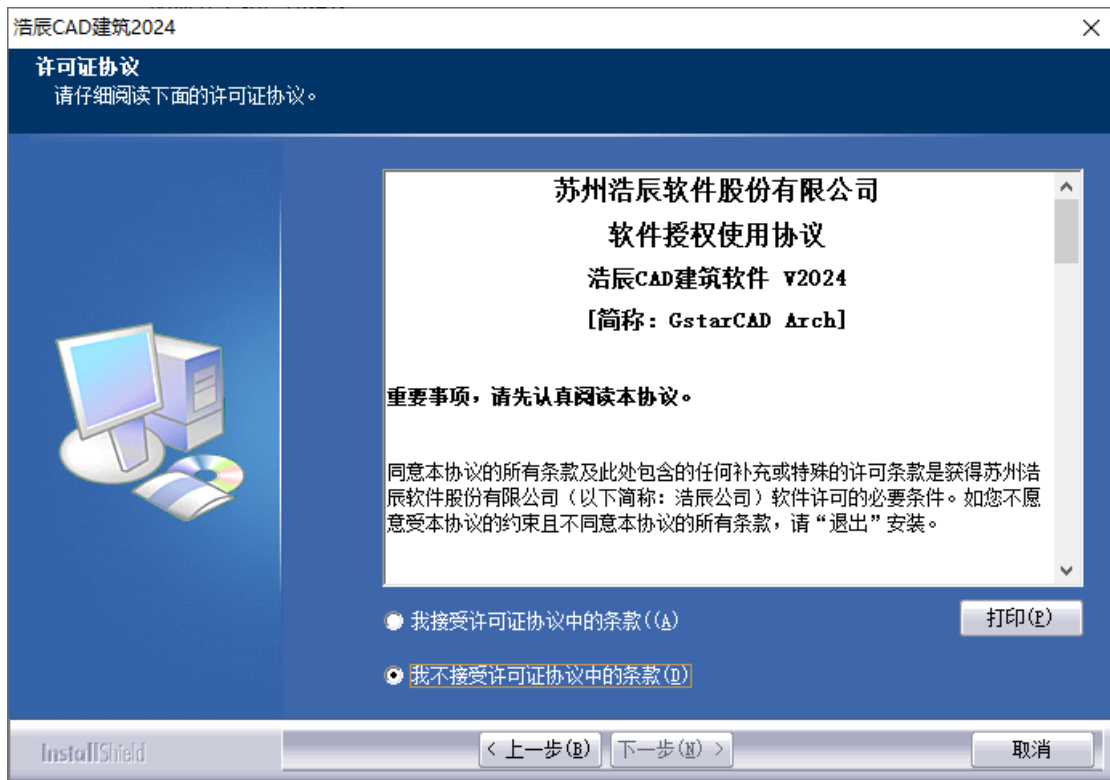 浩辰CAD建筑2024
许可证协议
请仔细阅读下面的许可证协议。
苏州浩辰软件股份有限公司
软件授权使用协议
浩辰CAD建筑软件 V2024
[简称：GstarCAD Arch]
重要事项，请先认真阅读本协议。
同意本协议的所有条款及此处包含的任何补充或特殊的许可条款是获得苏州浩
辰软件股份有限公司（以下简称：浩辰公司）软件许可的必要条件。如您不愿
意受本协议的约束且不同意本协议的所有条款，请“退出”安装。
我接受许可证协议中的条款((A)
打印(P)
我不接受许可证协议中的条款(D)
InstallShield
< 上一步(B)
下一步(N) >
取消